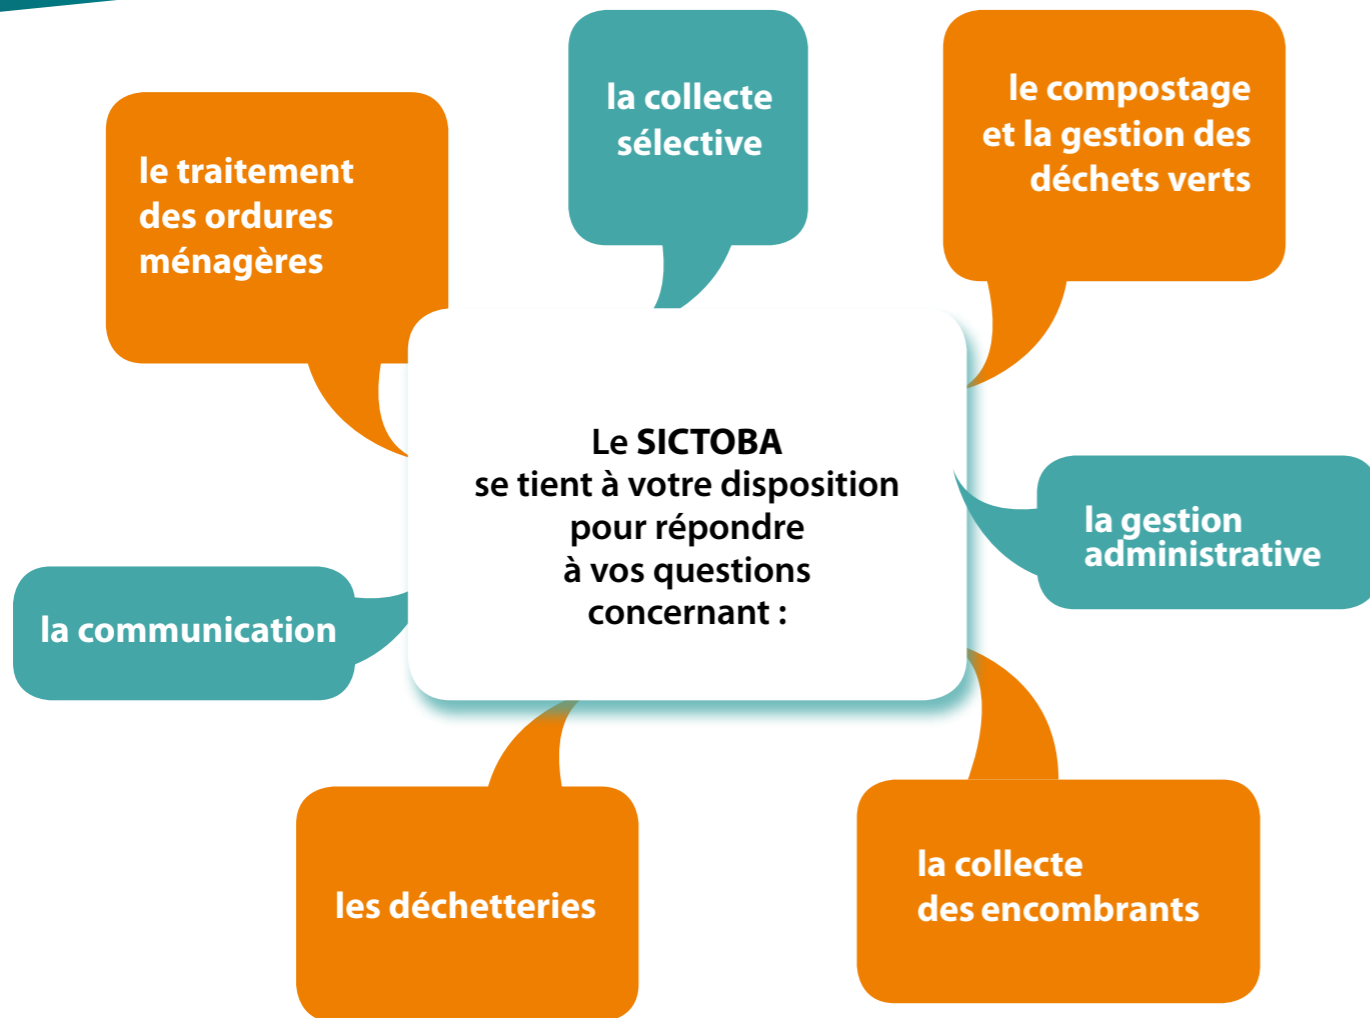 la collecte
sélective
le compostage
et la gestion des
déchets verts
le traitement
des ordures
ménagères
Le SICTOBA
se tient à votre disposition
pour répondre
à vos questions
concernant :
la gestion
administrative
la communication
la collecte
des encombrants
les déchetteries